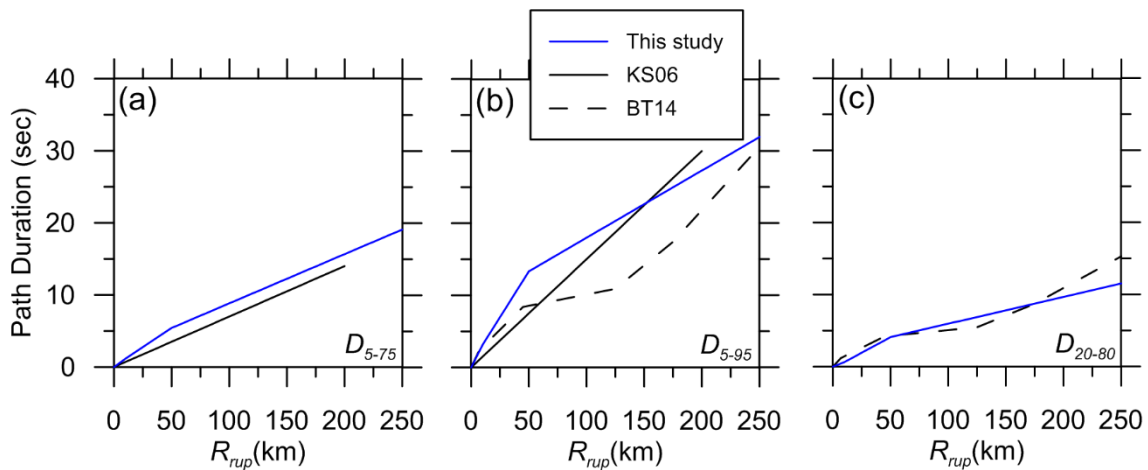 This study
KS06
BT14
(a)
(b)
(c)
Path Duration (sec)
40
30
20
10
0
D5-75
D5-95
D20-80
0 50 100 150 200 250
0 50 100 150 200 250
0 50 100 150 200 250
Rrup(km)
Rrup(km)
Rrup(km)